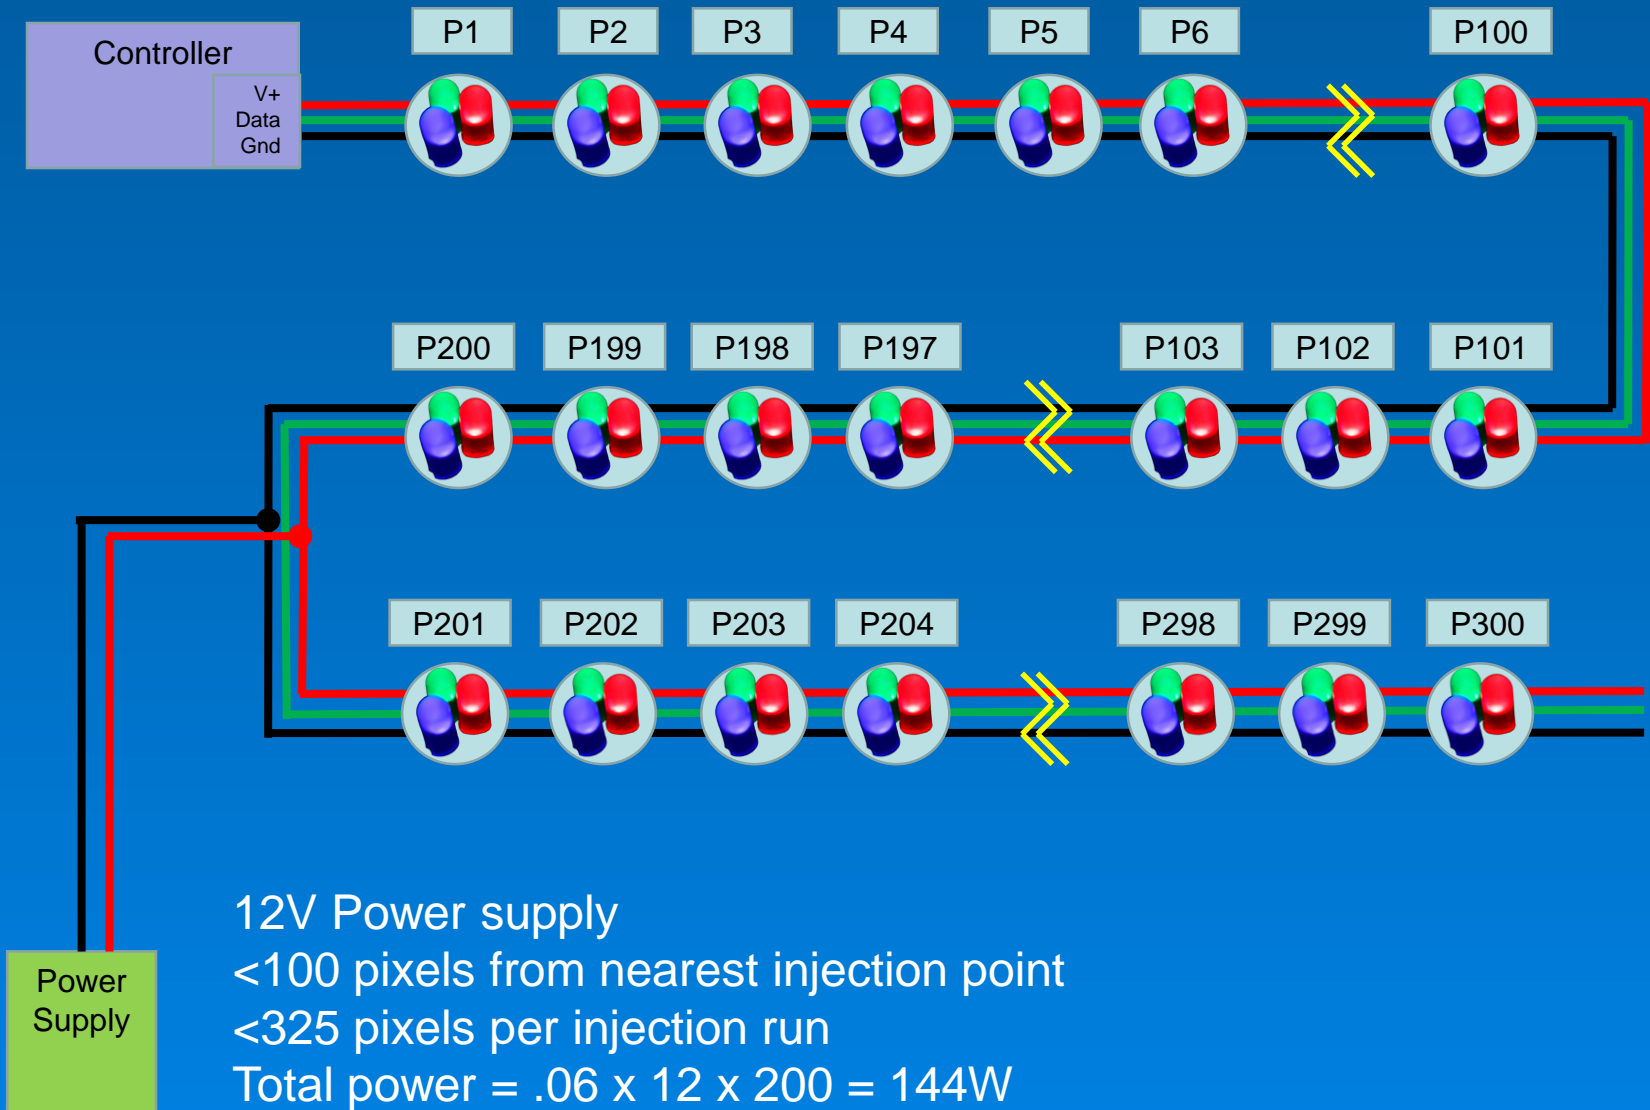 Controller
V+
Data
Gnd
P1
P2
P3
P4
P5
P6
P100
P200
P199
P198
P197
P103
P102
P101
P201
P202
P203
P204
P298
P299
P300
Power
Supply
12V Power supply
<100 pixels from nearest injection point
<325 pixels per injection run
Total power = .06 x 12 x 200 = 144W